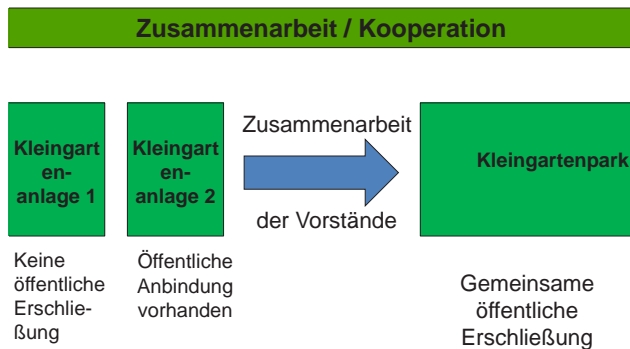 Zusammenarbeit / Kooperation
Kleingart
en-
anlage 1
Kleingart
en-
anlage 2
Zusammenarbeit
der Vorstände
Kleingartenpark
Keine
öffentliche
Erschlie-
ßung
Öffentliche
Anbindung
vorhanden
Gemeinsame
öffentliche
Erschließung